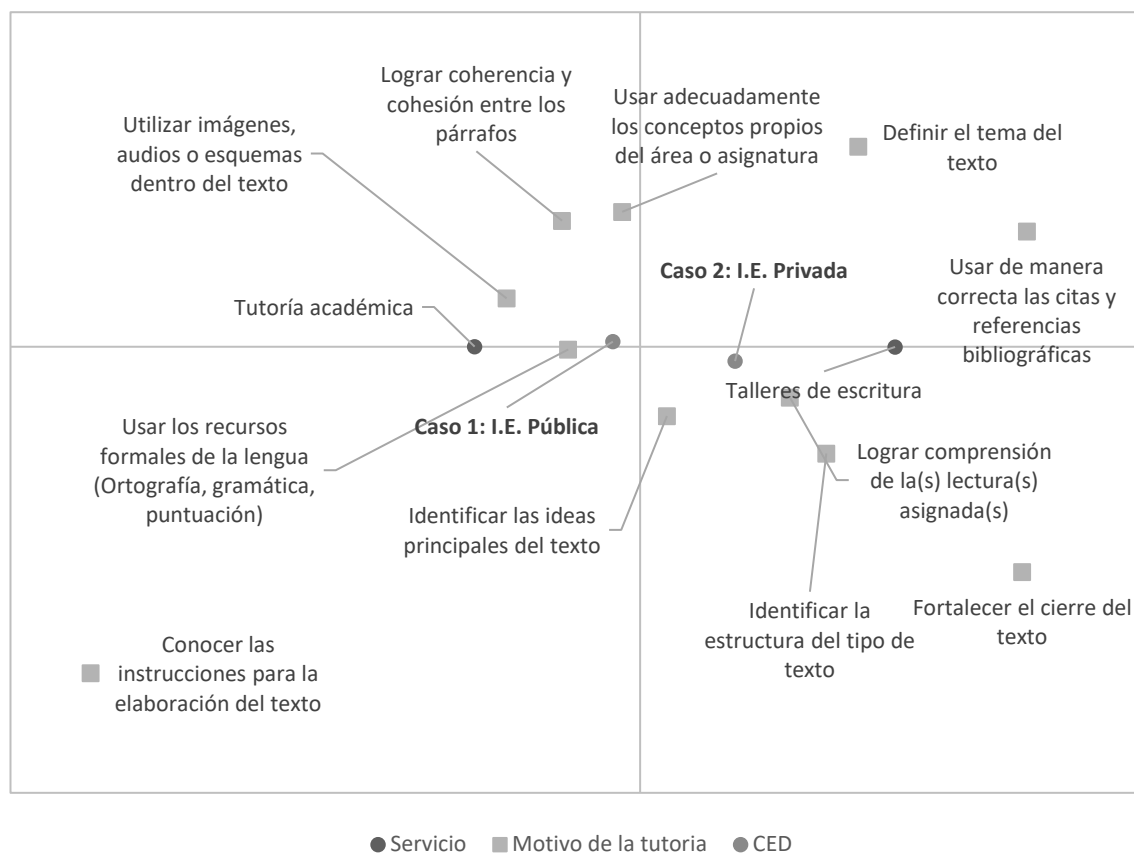 Lograr coherencia y
cohesión entre los
párrafos
Usar adecuadamente
los conceptos propios
del área o asignatura
Utilizar imágenes,
audios o esquemas
dentro del texto
Definir el tema del
texto
Caso 2: I.E. Privada
Usar de manera
correcta las citas y
referencias
bibliográficas
Tutoría académica
Talleres de escritura
Usar los recursos
formales de la lengua
(Ortografía, gramática,
puntuación)
Caso 1: I.E. Pública
Lograr comprensión
de la(s) lectura(s)
asignada(s)
Identificar las ideas
principales del texto
Identificar la
estructura del tipo de
texto
Fortalecer el cierre del
texto
Conocer las
instrucciones para la
elaboración del texto
Servicio
Motivo de la tutoria
CED